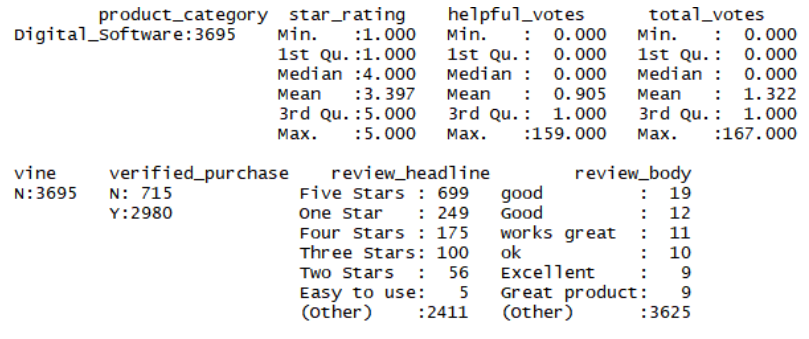 product_category star_rating helpful_votes total_votes
Digital_Software:3695 Min. :1.000 Min. : 0.000 Min. : 0.000
1st Qu.:1.000 1st Qu.: 0.000 1st Qu.: 0.000
Median :4.000 Median : 0.000 Median : 0.000
Mean :3.397 Mean : 0.905 Mean : 1.322
3rd Qu.:5.000 3rd Qu.: 1.000 3rd Qu.: 1.000
Max. :5.000 Max. :159.000 Max. :167.000
vine verified_purchase review_headline review_body
N:3695 N: 715 Five Stars : 699 good : 19
Y:2980 One Star : 249 Good : 12
Four Stars : 175 works great : 11
Three Stars: 100 ok : 10
Two Stars : 56 Excellent : 9
Easy to use: 5 Great product: 9
(Other) :2411 (Other) :3625